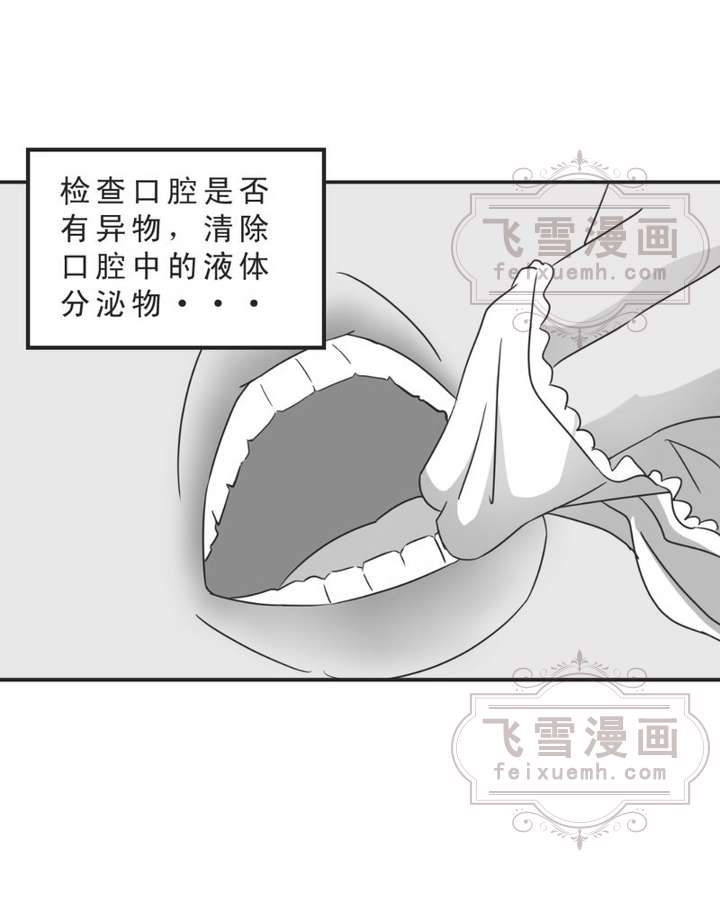 检查口腔是否
有异物，清除
口腔中的液体
分泌物···
飞雪漫画
feixuemh.com
飞雪漫画
feixuemh.com